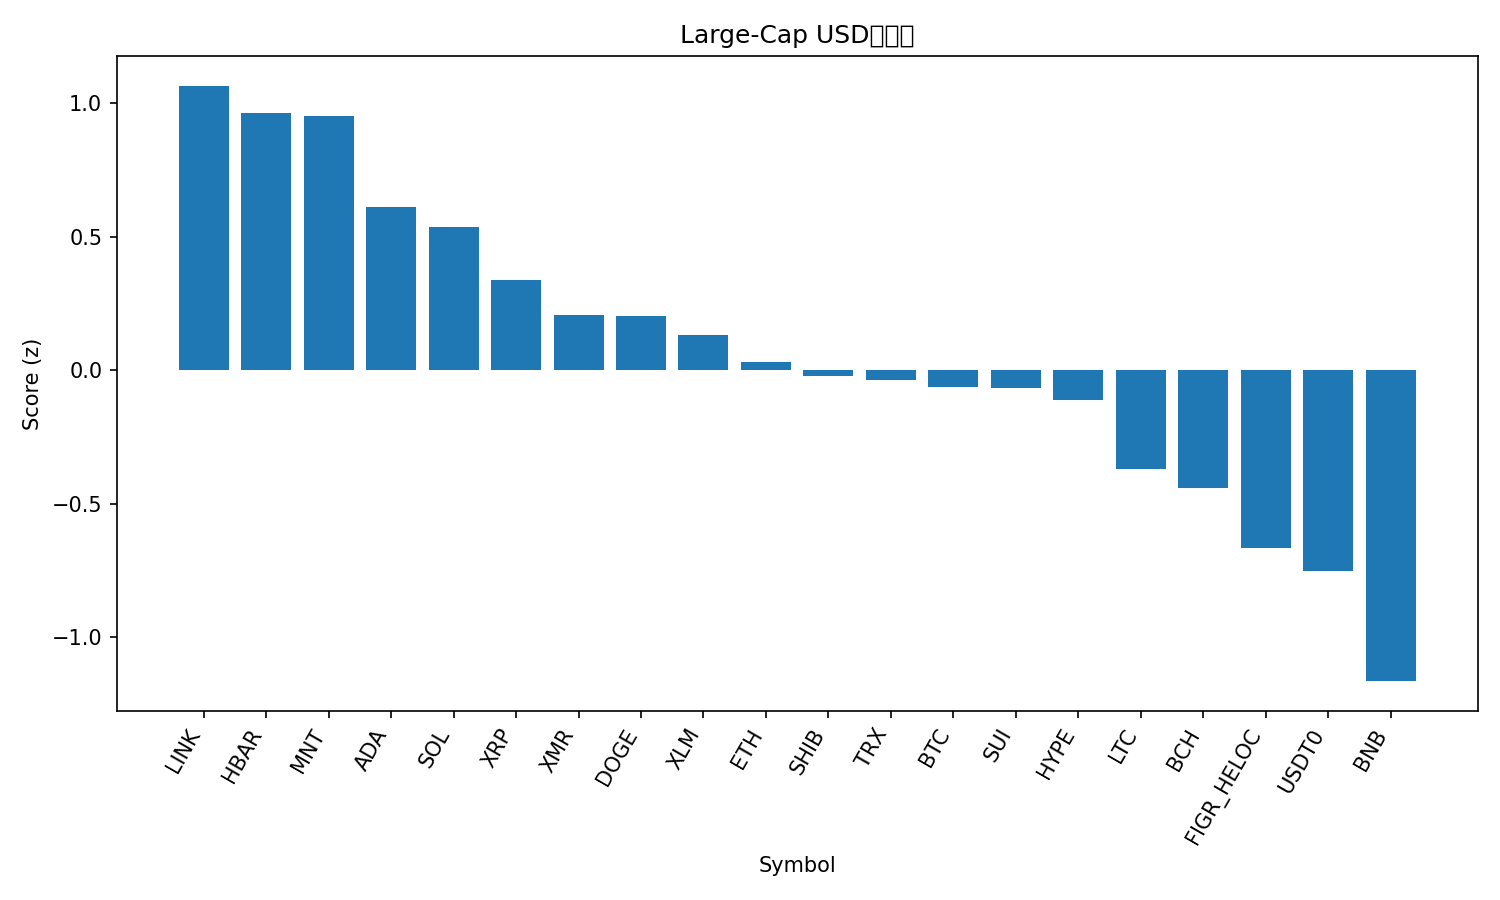 Large-Cap USD
1.0
0.5
0.0
−0.5
−1.0
Score (z)
LINK
HBAR
MNT
ADA
SOL
XRP
XMR
DOGE
XLM
ETH
SHIB
TRX
BTC
SUI
HYPE
LTC
BCH
FIGR_HELOC
USDT0
BNB
Symbol